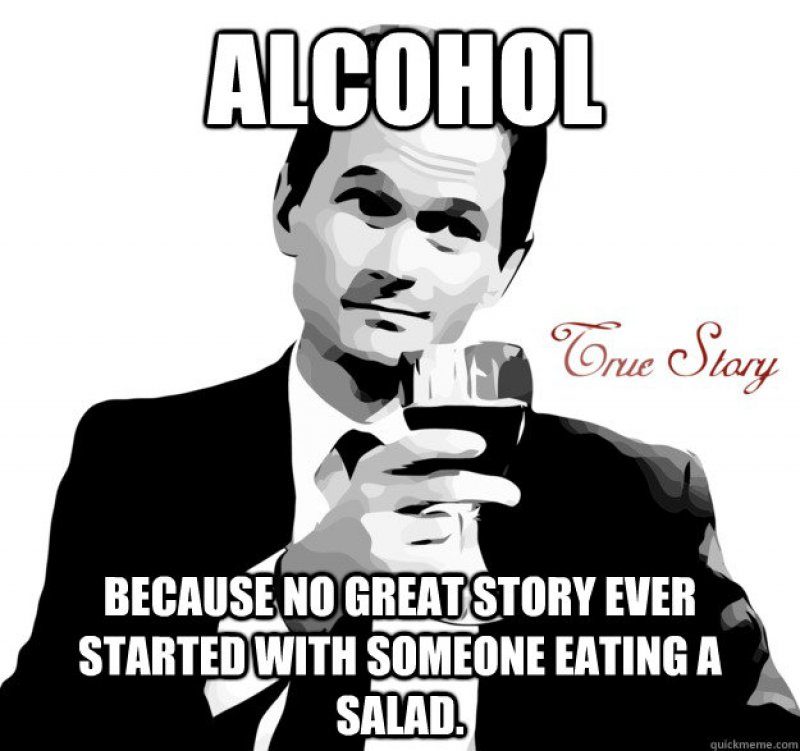 ALCOHOL
True Story
BECAUSE NO GREAT STORY EVER
STARTED WITH SOMEONE EATING A
SALAD.
quickmeme.com